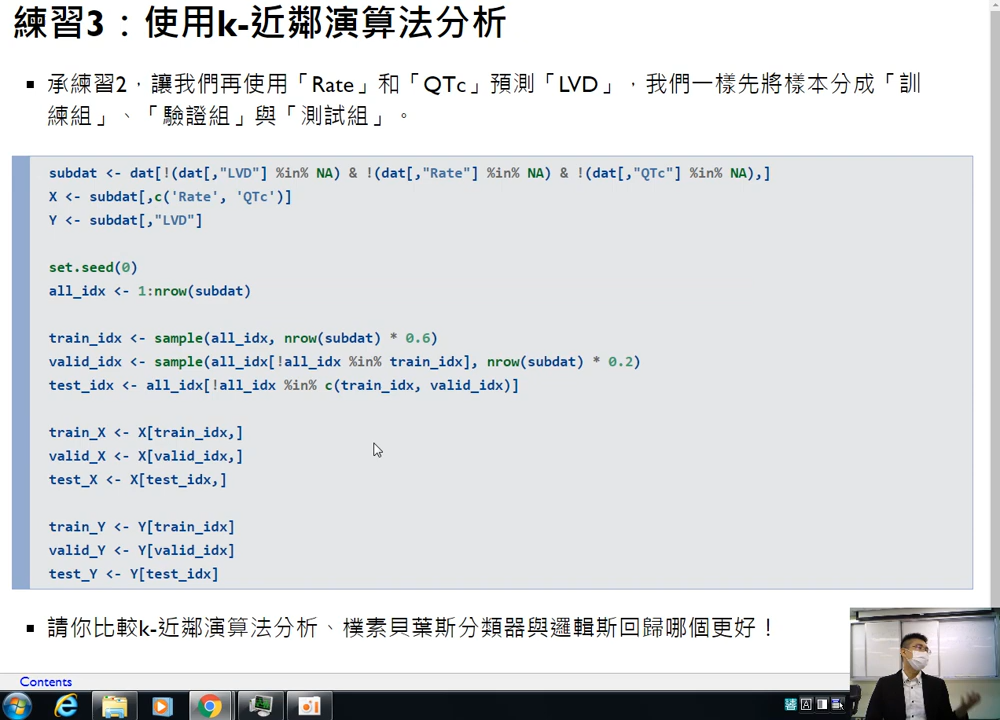 練習3：使用k-近鄰演算法分析
▪ 承練習2，讓我們再使用「Rate」和「QTc」預測「LVD」，我們一樣先將樣本分成「訓
練組」、「驗證組」與「測試組」。
subdat <- dat[!(dat[,"LVD"] %in% NA) & !(dat[,"Rate"] %in% NA) & !(dat[,"QTc"] %in% NA),]
X <- subdat[,c('Rate', 'QTc')]
Y <- subdat[,"LVD"]
set.seed(0)
all_idx <- 1:nrow(subdat)
train_idx <- sample(all_idx, nrow(subdat) * 0.6)
valid_idx <- sample(all_idx[!all_idx %in% train_idx], nrow(subdat) * 0.2)
test_idx <- all_idx[!all_idx %in% c(train_idx, valid_idx)]
train_X <- X[train_idx,]
valid_X <- X[valid_idx,]
test_X <- X[test_idx,]
train_Y <- Y[train_idx]
valid_Y <- Y[valid_idx]
test_Y <- Y[test_idx]
▪ 請你比較k-近鄰演算法分析、樸素貝葉斯分類器與邏輯斯回歸哪個更好！
Contents